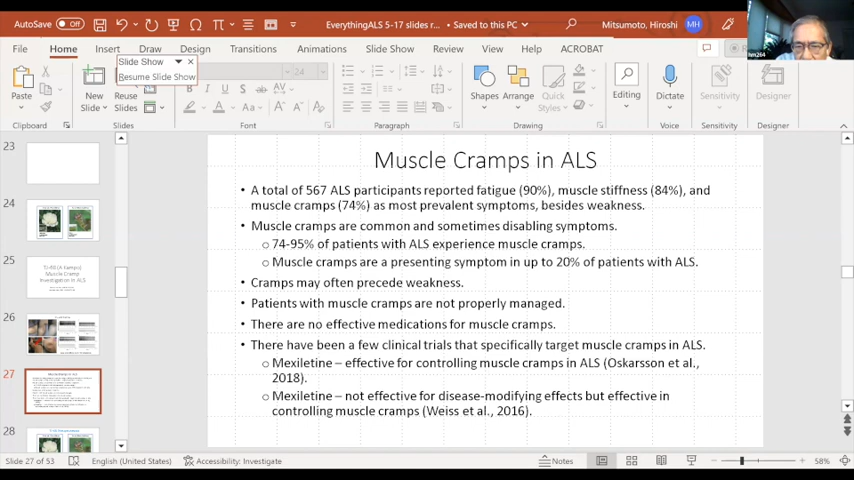 AutoSave Off EverythingALS 5-17 slides r... • Saved to this PC Mitsumoto, Hiroshi MH
File Home Insert Draw Design Transitions Animations Slide Show Review View Help ACROBAT
Slide Show
Resume Slide Show
hm264
Paste New Slide Reuse Slides 24 B I U S ab AV Aa A Shapes Arrange Quick Styles Editing Dictate Sensitivity Designer
Clipboard Slides Font Paragraph Drawing Voice Sensitivity Designer
23
24
25
26
27
28
Muscle Cramps in ALS
• A total of 567 ALS participants reported fatigue (90%), muscle stiffness (84%), and
muscle cramps (74%) as most prevalent symptoms, besides weakness.
• Muscle cramps are common and sometimes disabling symptoms.
o 74-95% of patients with ALS experience muscle cramps.
o Muscle cramps are a presenting symptom in up to 20% of patients with ALS.
• Cramps may often precede weakness.
• Patients with muscle cramps are not properly managed.
• There are no effective medications for muscle cramps.
• There have been a few clinical trials that specifically target muscle cramps in ALS.
o Mexiletine – effective for controlling muscle cramps in ALS (Oskarsson et al.,
2018).
o Mexiletine – not effective for disease-modifying effects but effective in
controlling muscle cramps (Weiss et al., 2016).
Slide 27 of 53 English (United States) Accessibility: Investigate Notes 58%